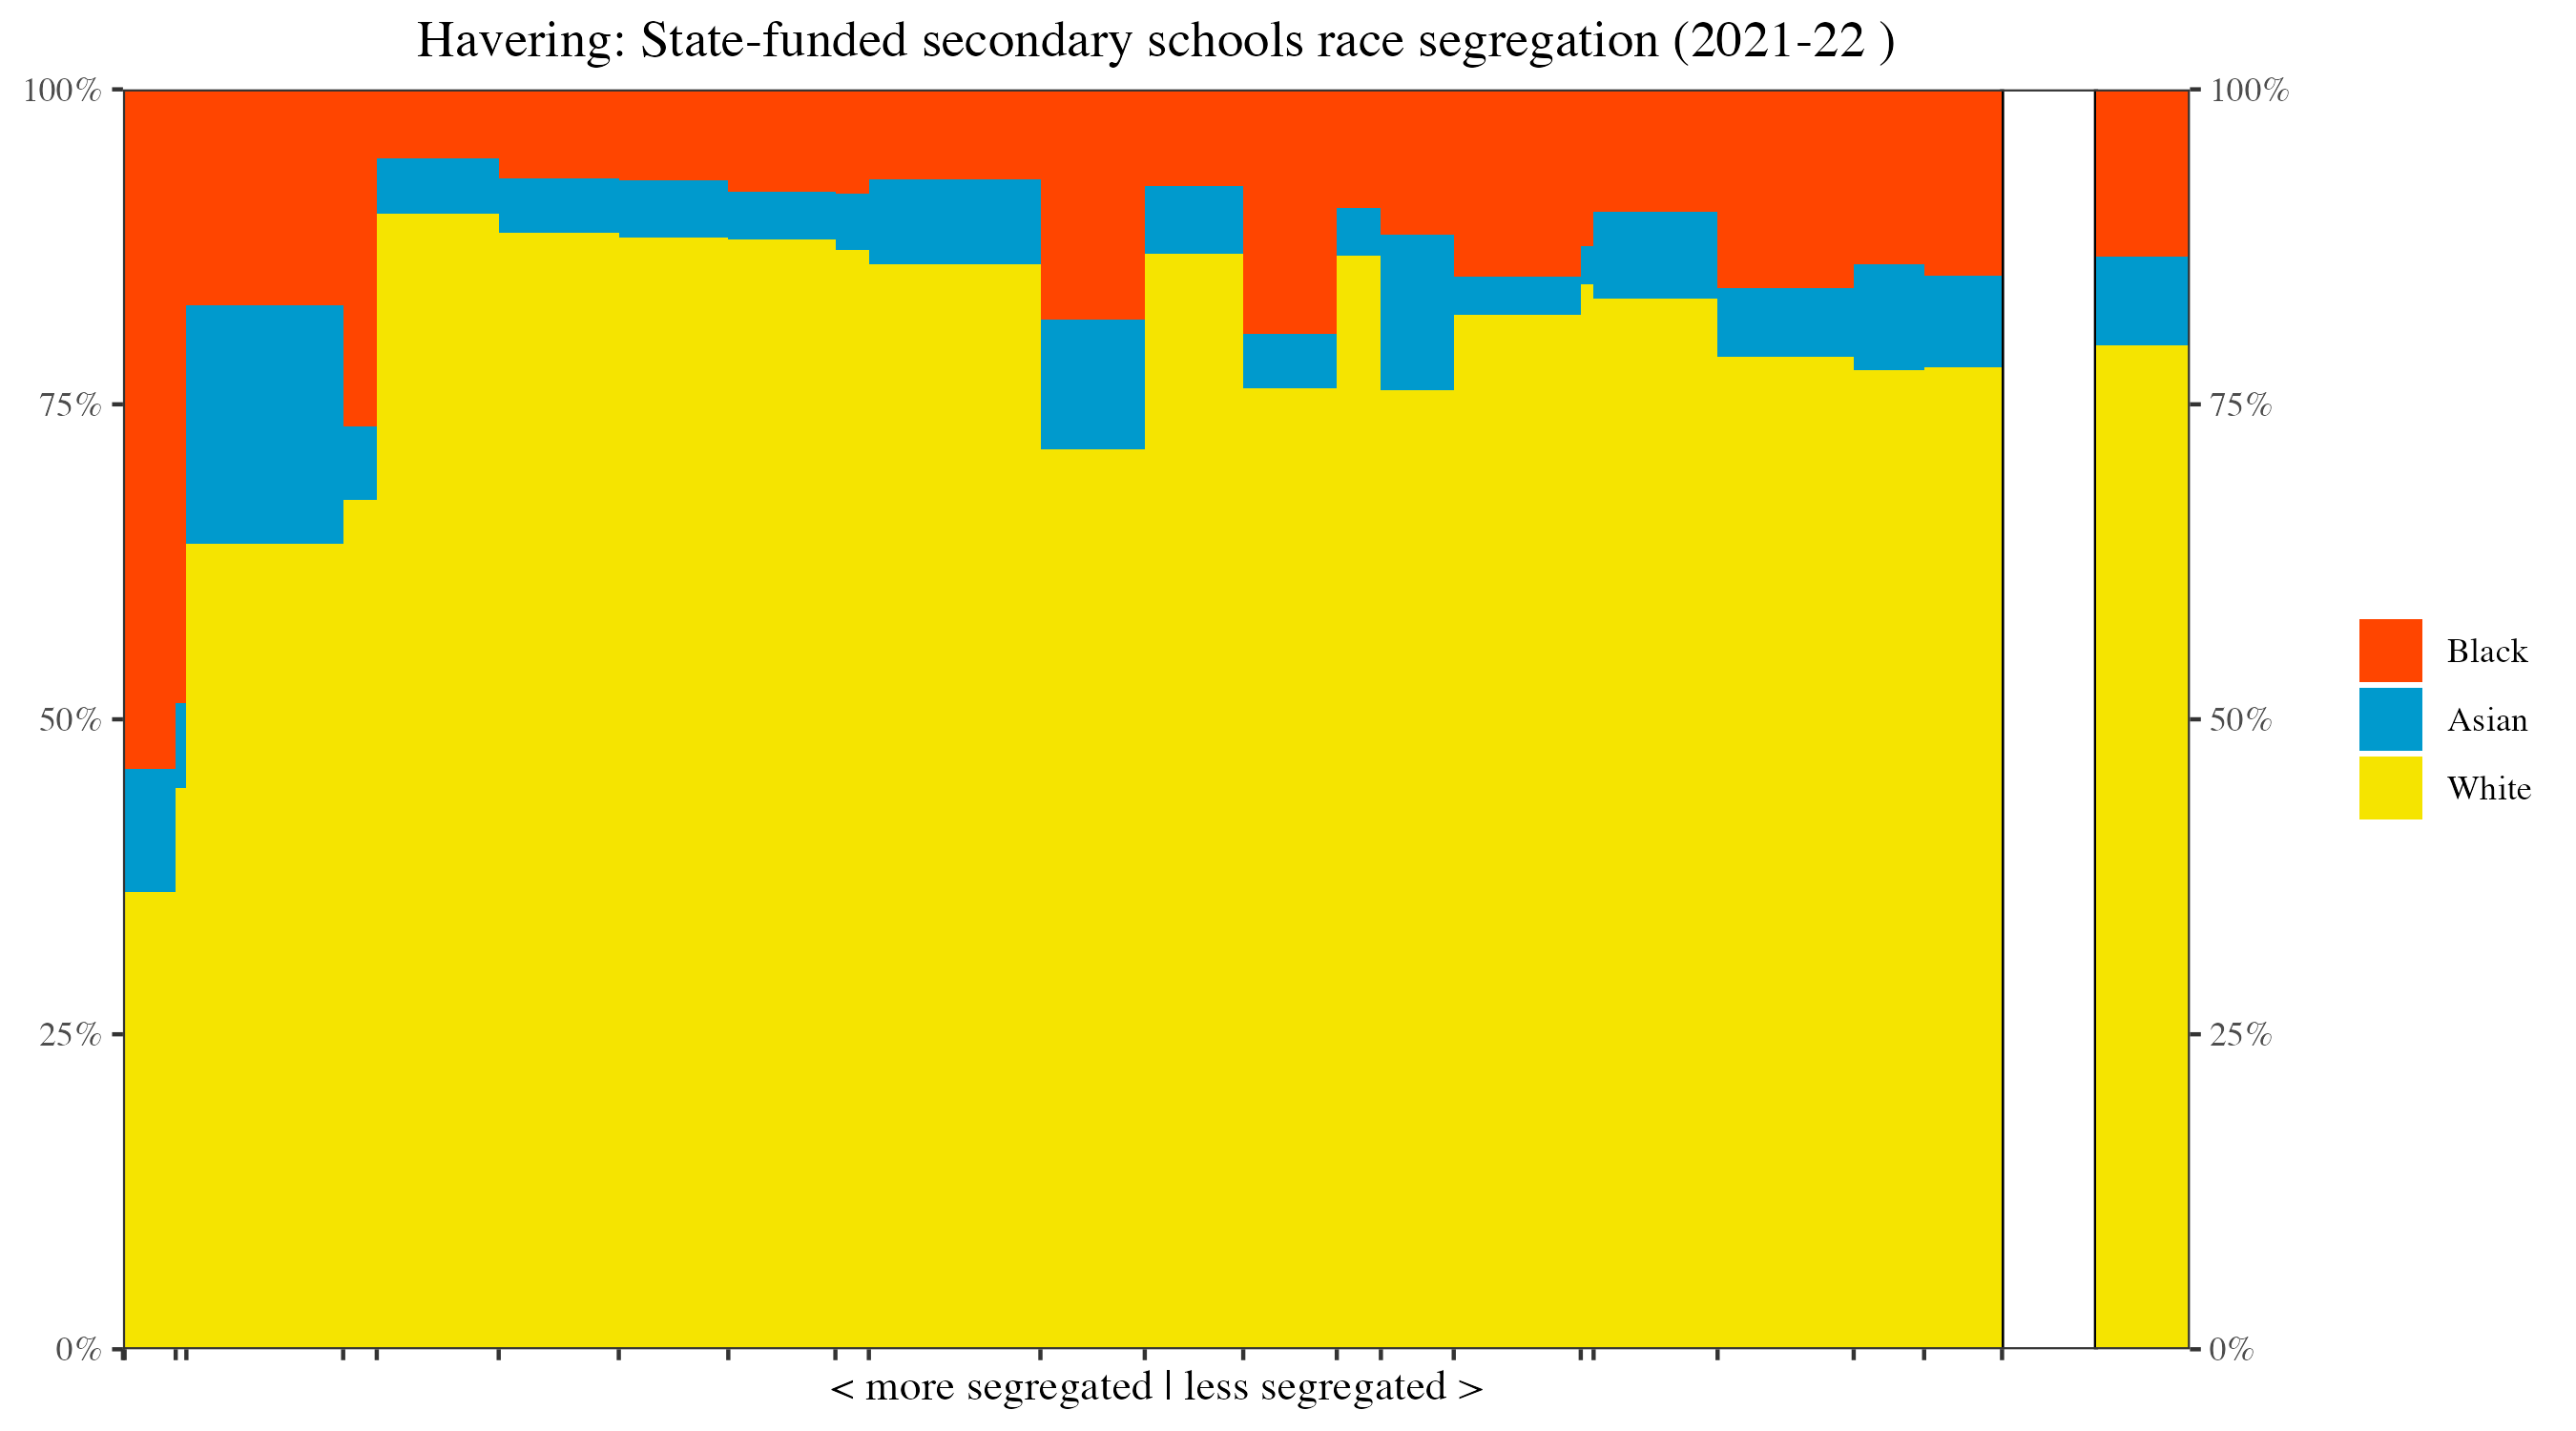 Havering: State-funded secondary schools race segregation (2021-22 )
100%
75%
50%
25%
0%
100%
75%
50%
25%
0%
Black
Asian
White
< more segregated | less segregated >